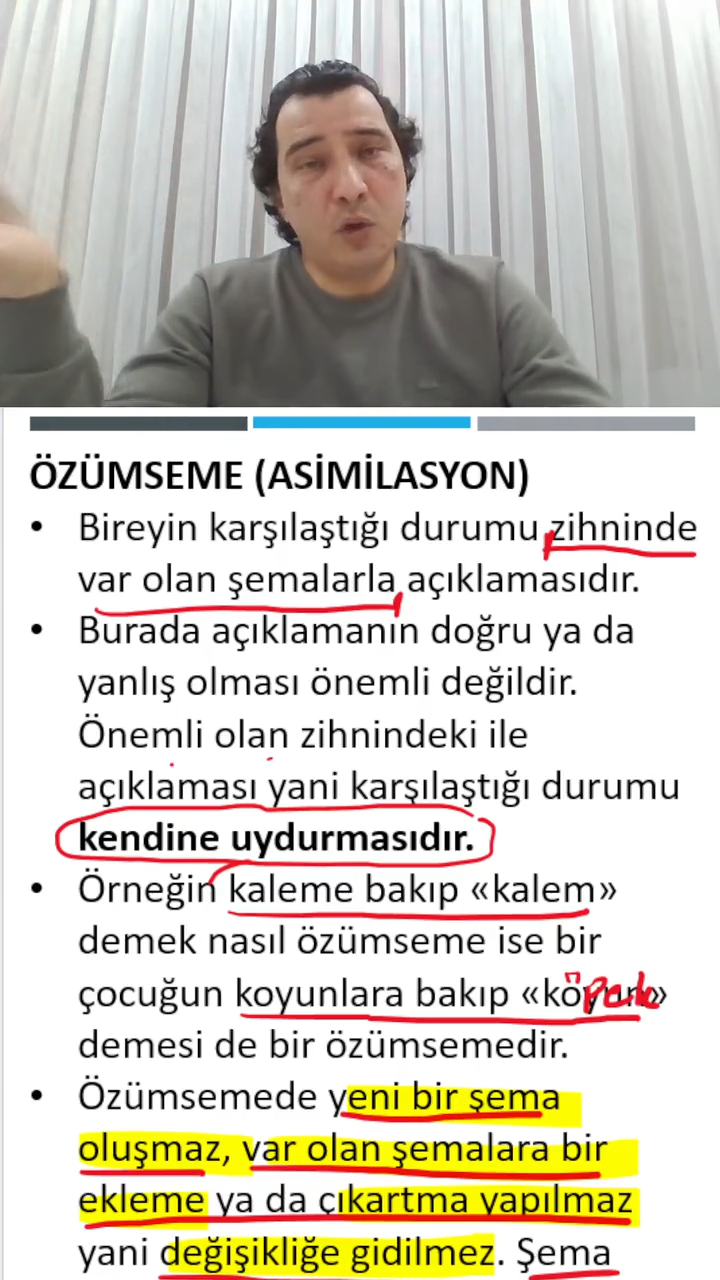 ÖZÜMSEME (ASİMİLASYON)
• Bireyin karşılaştığı durumu zihninde
var olan şemalarla açıklamasıdır.
• Burada açıklamanın doğru ya da
yanlış olması önemli değildir.
Önemli olan zihnindeki ile
açıklaması yani karşılaştığı durumu
kendine uydurmasıdır.
• Örneğin kaleme bakıp «kalem»
demek nasıl özümseme ise bir
çocuğun koyunlara bakıp «köpek»
demesi de bir özümsemedir.
• Özümsemede yeni bir şema
oluşmaz, var olan şemalara bir
ekleme ya da çıkartma yapılmaz
yani değişikliğe gidilmez. Şema